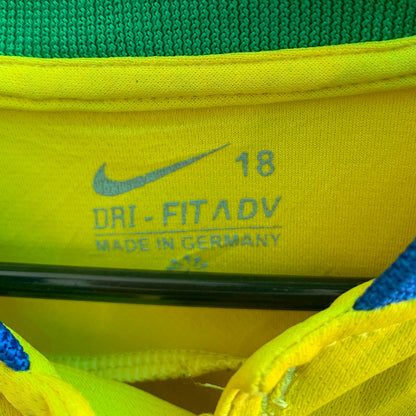 18
DRI - FIT ADV
MADE IN GERMANY